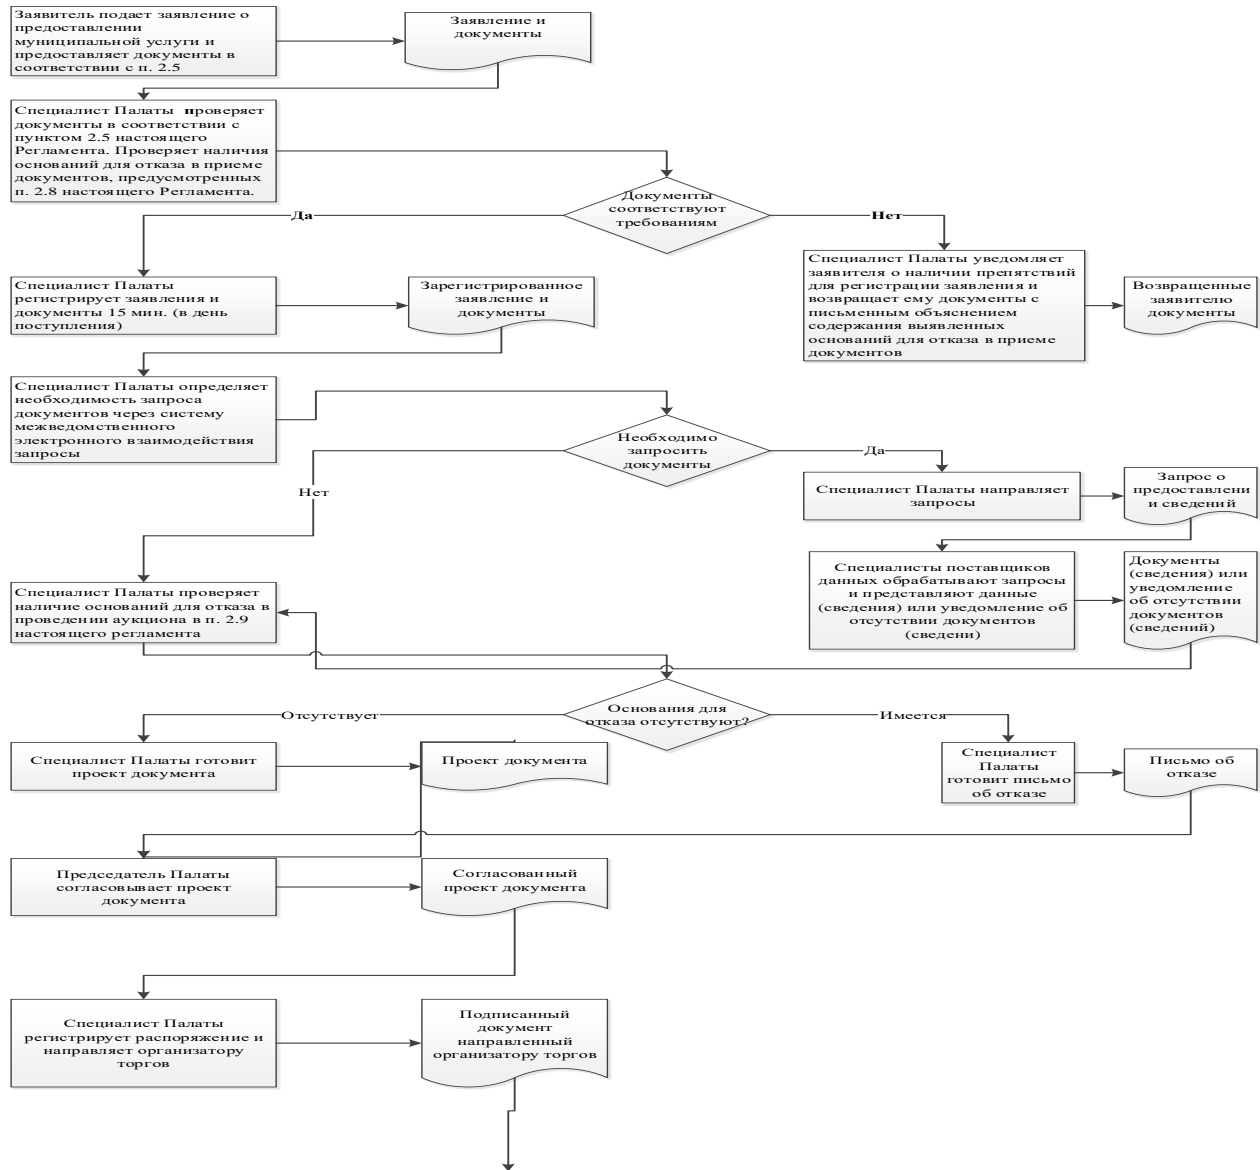 Заявитель подает заявление о
предоставлении
муниципальной услуги и
предоставляет документы в
соответствии с п. 2.5
Заявление и
документы
Специалист Палаты проверяет
документы в соответствии с
пунктом 2.5 настоящего
Регламента. Проверяет наличия
оснований для отказа в приеме
документов, предусмотренных
п. 2.8 настоящего Регламента.
Документы
соответствуют
требованиям
Да
Нет
Специалист Палаты
регистрирует заявления и
документы 15 мин. (в день
поступления)
Зарегистрированное
заявление и
документы
Специалист Палаты уведомляет
заявителя о наличии препятствий
для регистрации заявления и
возвращает ему документы с
письменным объяснением
содержания выявленных
оснований для отказа в приеме
документов
Возвращенные
заявителю
документы
Специалист Палаты определяет
необходимость запроса
документов через систему
межведомственного
электронного взаимодействия
запросы
Необходимо
запросить
документы
Да
Нет
Специалист Палаты направляет
запросы
Запрос о
предоставлени
и сведений
Специалисты поставщиков
данных обрабатывают запросы
и представляют данные
(сведения) или уведомление об
отсутствии документов
(сведени)
Документы
(сведения) или
уведомление
об отсутствии
документов
(сведений)
Специалист Палаты проверяет
наличие оснований для отказа в
проведении аукциона в п. 2.9
настоящего регламента
Основания для
отказа отсутствуют?
Отсутствует
Имеется
Специалист Палаты готовит
проект документа
Проект документа
Специалист
Палаты
готовит письмо
об отказе
Письмо об
отказе
Председатель Палаты
согласовывает проект
документа
Согласованный
проект документа
Специалист Палаты
регистрирует распоряжение и
направляет организатору
торгов
Подписанный
документ
направленный
организатору торгов